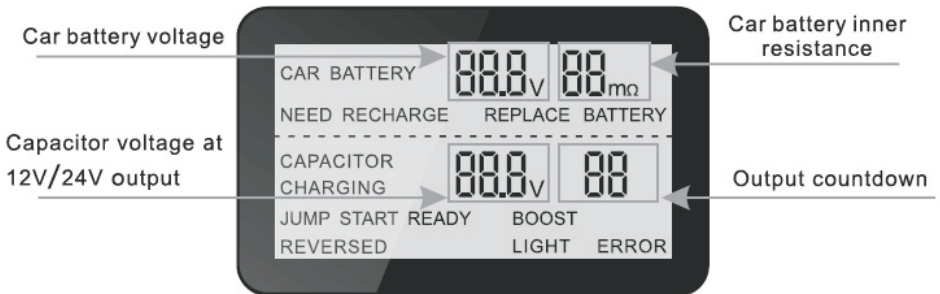 Car battery voltage
Car battery inner
resistance
CAR BATTERY 88.8V 88mΩ
NEED RECHARGE REPLACE BATTERY
Capacitor voltage at
12V/24V output
CAPACITOR
CHARGING 88.8V 88
Output countdown
JUMP START READY BOOST
REVERSED LIGHT ERROR